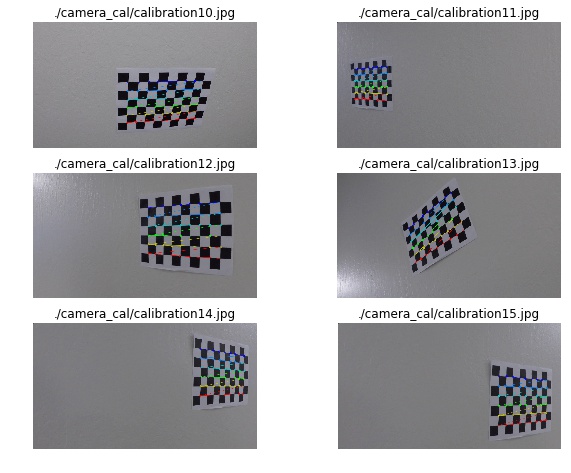 ./camera_cal/calibration10.jpg
./camera_cal/calibration11.jpg
./camera_cal/calibration12.jpg
./camera_cal/calibration13.jpg
./camera_cal/calibration14.jpg
./camera_cal/calibration15.jpg